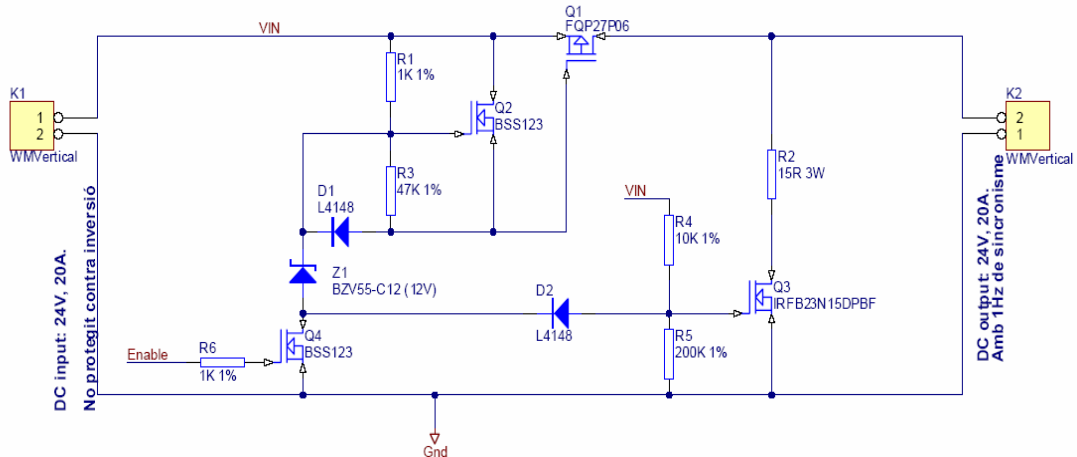 Q1
FQP27P06
VIN
R1
1K 1%
K1
1
2
WMVertical
Q2
BSS123
K2
2
1
WMVertical
R2
15R 3W
R3
47K 1%
D1
L4148
VIN
R4
10K 1%
Z1
BZV55-C12 (12V)
D2
L4148
Q3
IRFB23N15DPBF
Q4
BSS123
Enable
R6
1K 1%
R5
200K 1%
Gnd
DC input: 24V, 20A.
No protegit contra inversió
DC output: 24V, 20A.
Amb 1Hz de sincronisme